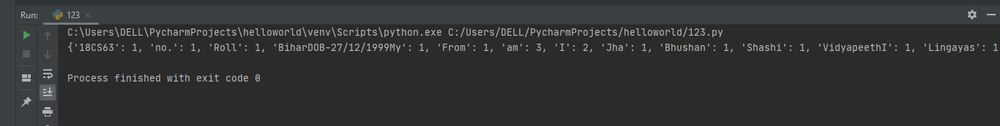 Run: 123
C:\Users\DELL\PycharmProjects\helloworld\venv\Scripts\python.exe C:/Users/DELL/PycharmProjects/helloworld/123.py
{'18CS63': 1, 'no.': 1, 'Roll': 1, 'BiharDOB-27/12/1999My': 1, 'From': 1, 'am': 3, 'I': 2, 'Jha': 1, 'Bhushan': 1, 'Shashi': 1, 'VidyapeethI': 1, 'Lingayas': 1
Process finished with exit code 0